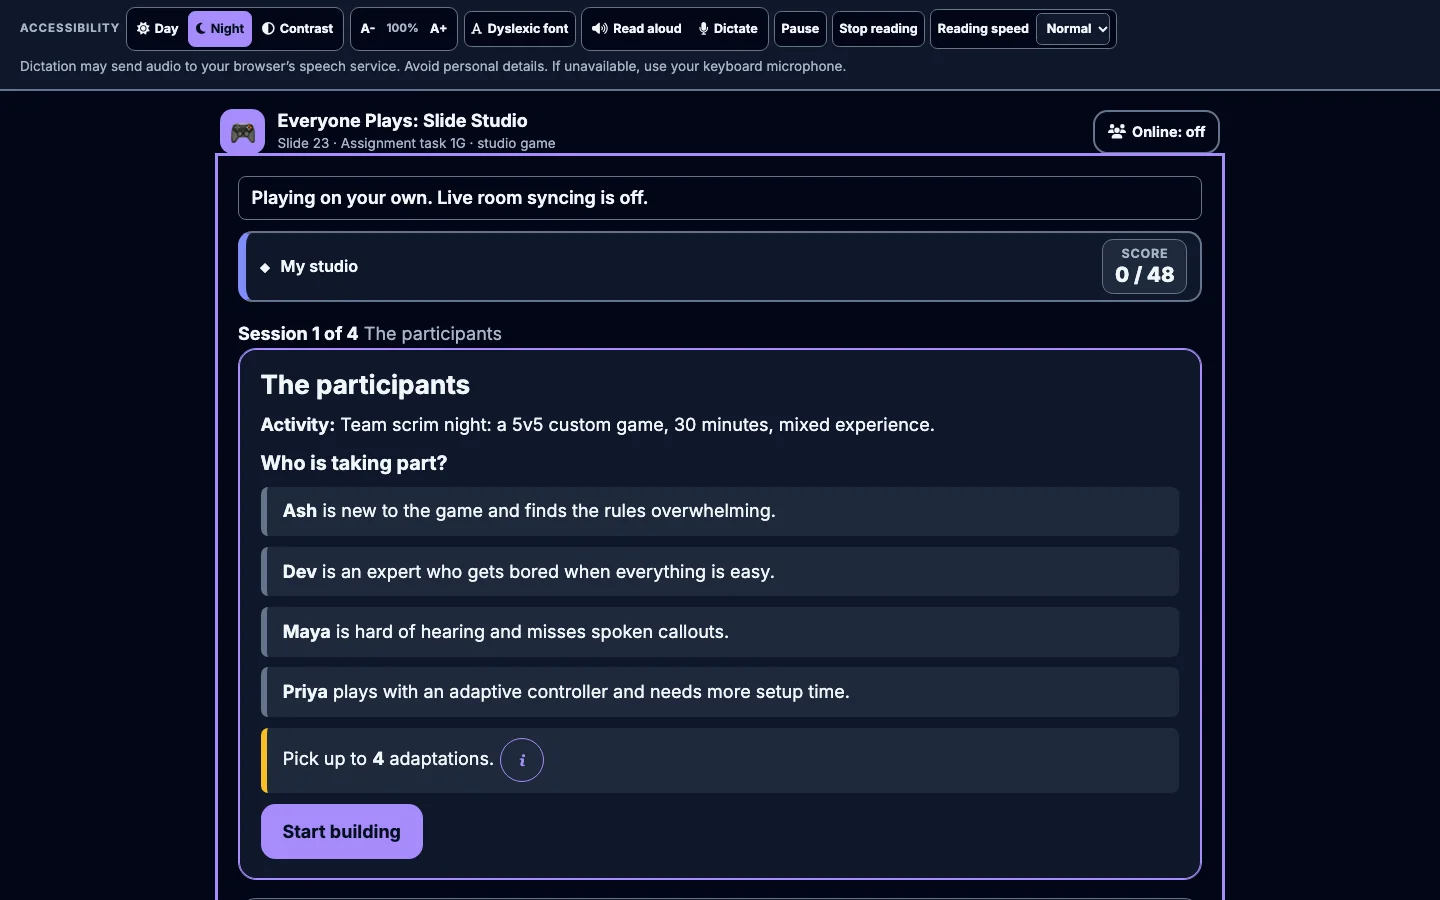 ACCESSIBILITY
Day
Night
Contrast
A-
100%
A+
A Dyslexic font
Read aloud
Dictate
Pause
Stop reading
Reading speed
Normal
Dictation may send audio to your browser's speech service. Avoid personal details. If unavailable, use your keyboard microphone.
Everyone Plays: Slide Studio
Slide 23 · Assignment task 1G · studio game
Online: off
Playing on your own. Live room syncing is off.
My studio
SCORE
0 / 48
Session 1 of 4 The participants
The participants
Activity: Team scrim night: a 5v5 custom game, 30 minutes, mixed experience.
Who is taking part?
Ash is new to the game and finds the rules overwhelming.
Dev is an expert who gets bored when everything is easy.
Maya is hard of hearing and misses spoken callouts.
Priya plays with an adaptive controller and needs more setup time.
Pick up to 4 adaptations. i
Start building